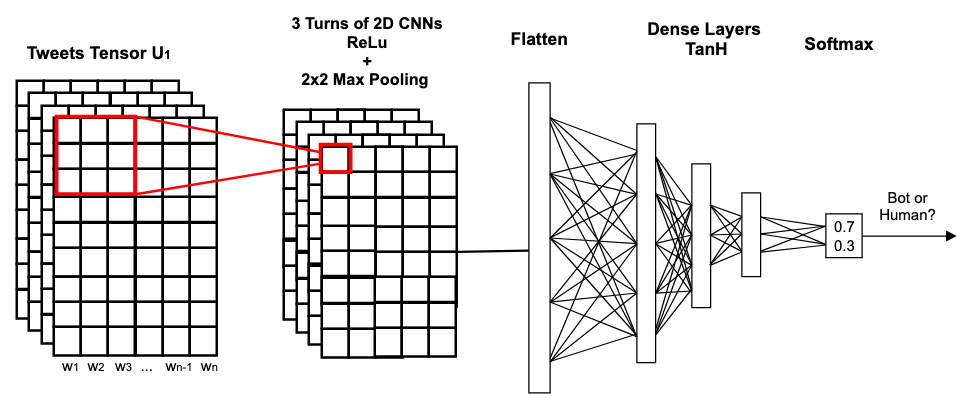 Tweets Tensor U1
3 Turns of 2D CNNs
ReLu
+
2x2 Max Pooling
Flatten
Dense Layers
TanH
Softmax
0.7
0.3
Bot or
Human?
W1 W2 W3 ... Wn-1 Wn